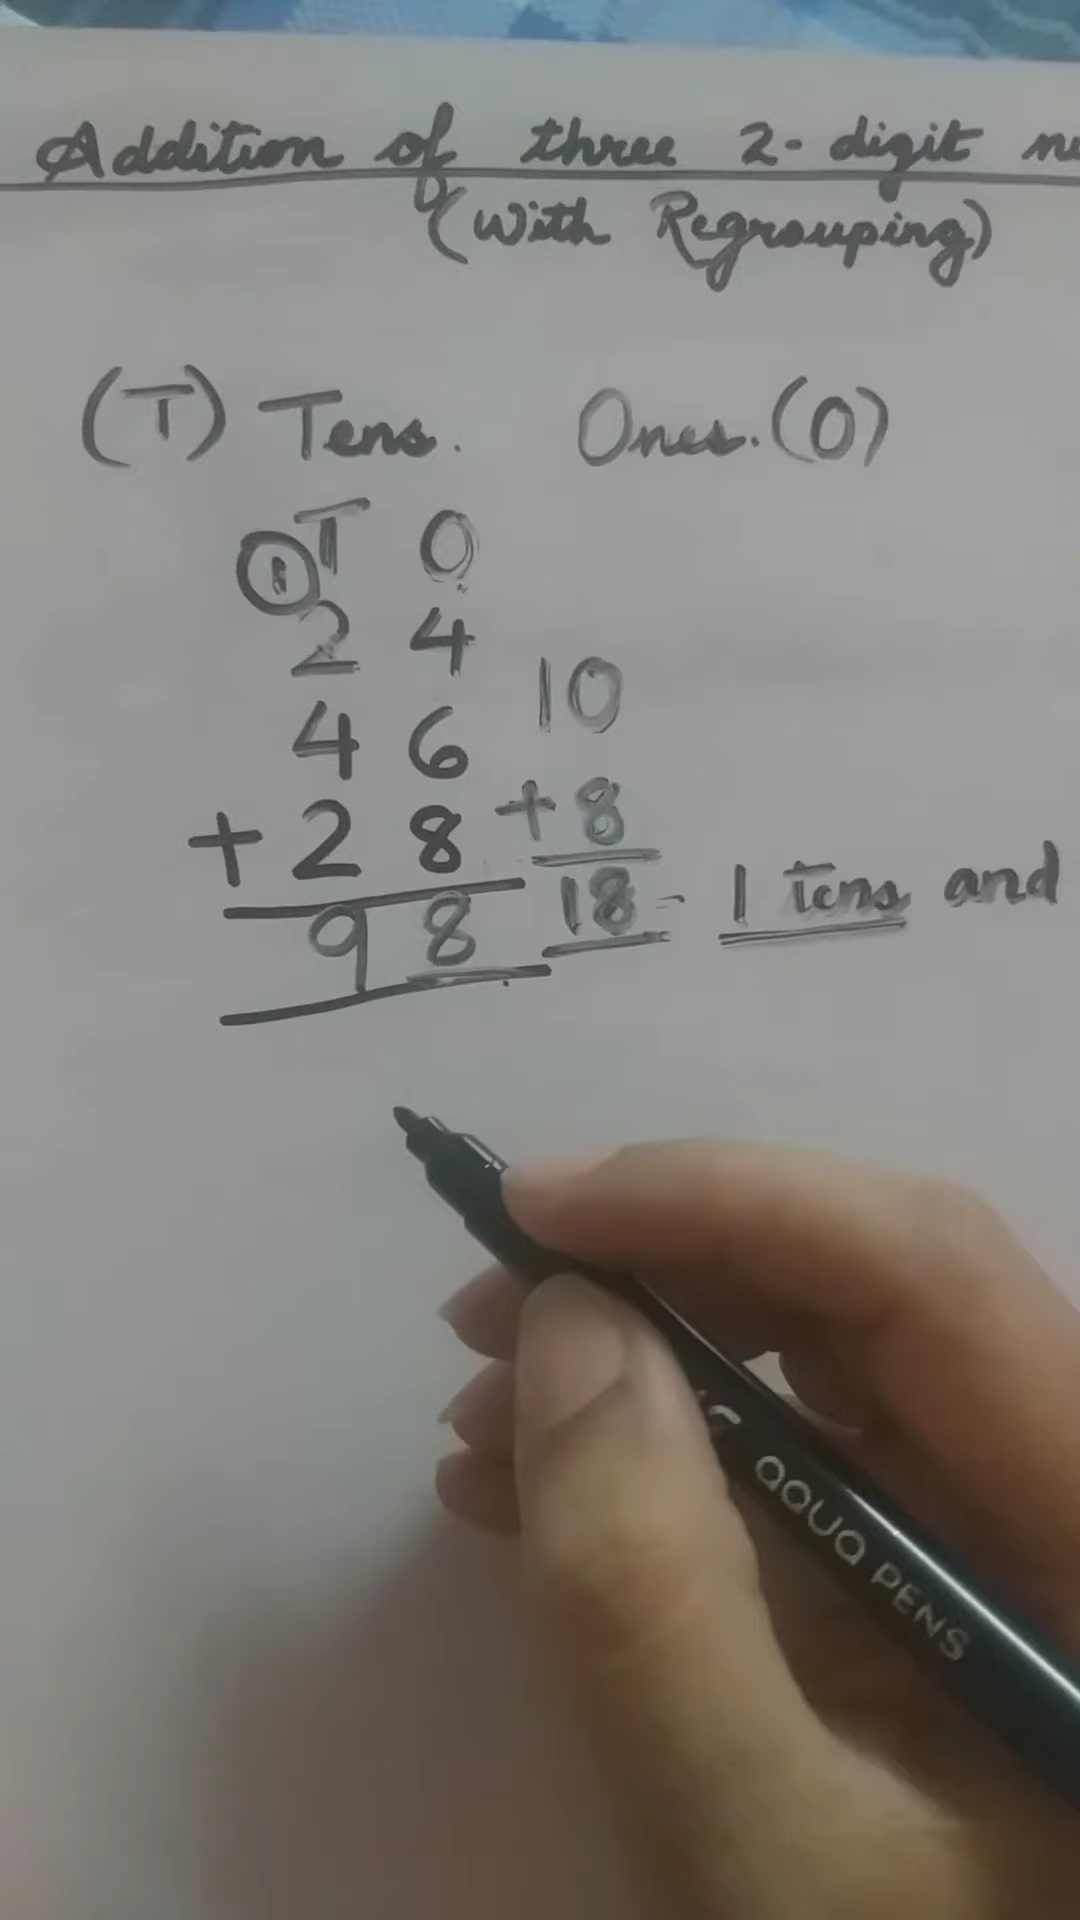 Addition of three 2-digit
(With Regrouping)
(T) Tens. Ones. (O)
1 T O
2 4
4 6 10
+ 2 8 + 8
9 8 18 - 1 Tens and
AQUA PENS